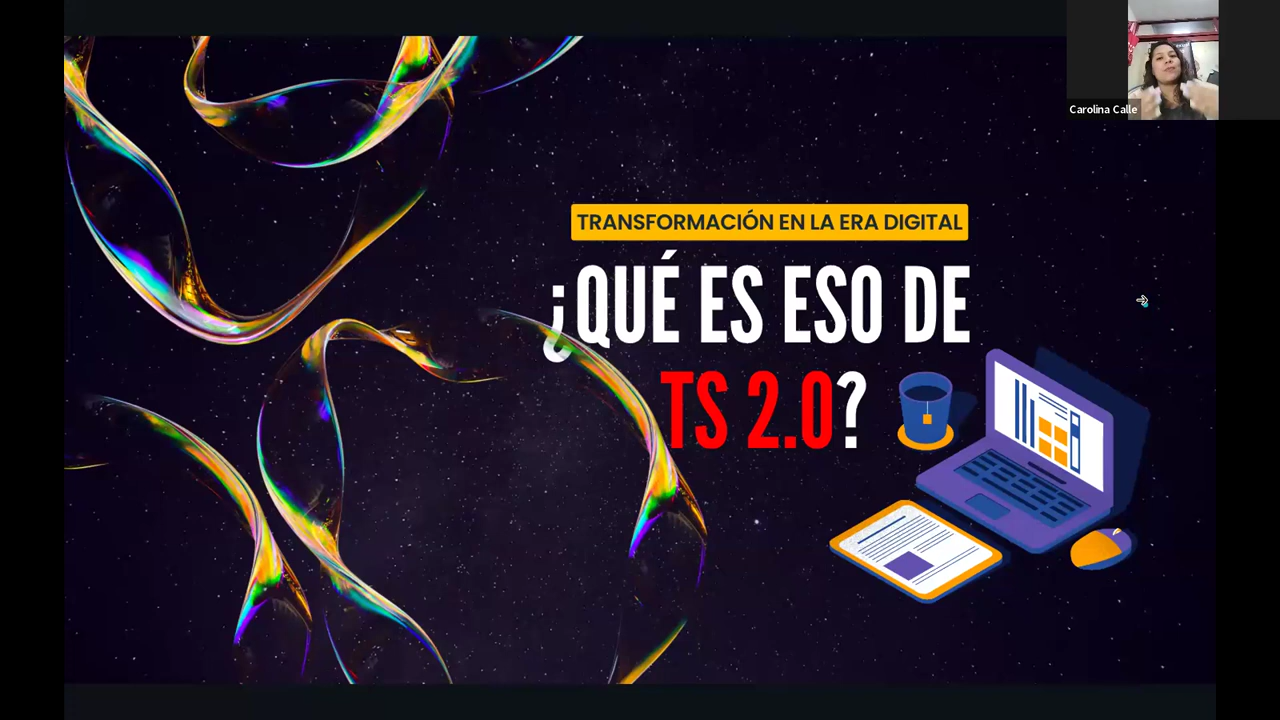 Carolina Calle
TRANSFORMACIÓN EN LA ERA DIGITAL
¿QUÉ ES ESO DE
TS 2.0?